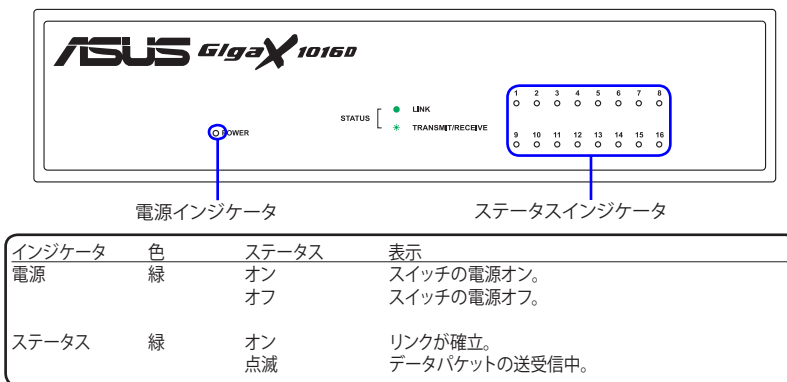 ASUS GigaX 1016D
1 2 3 4 5 6 7 8
STATUS
LINK
TRANSMIT/RECEIVE
POWER
9 10 11 12 13 14 15 16
電源インジケータ
ステータスインジケータ
インジケータ 色 ステータス 表示
電源 緑 オン スイッチの電源オン。
オフ スイッチの電源オフ。
ステータス 緑 オン リンクが確立。
点滅 データパケットの送受信中。